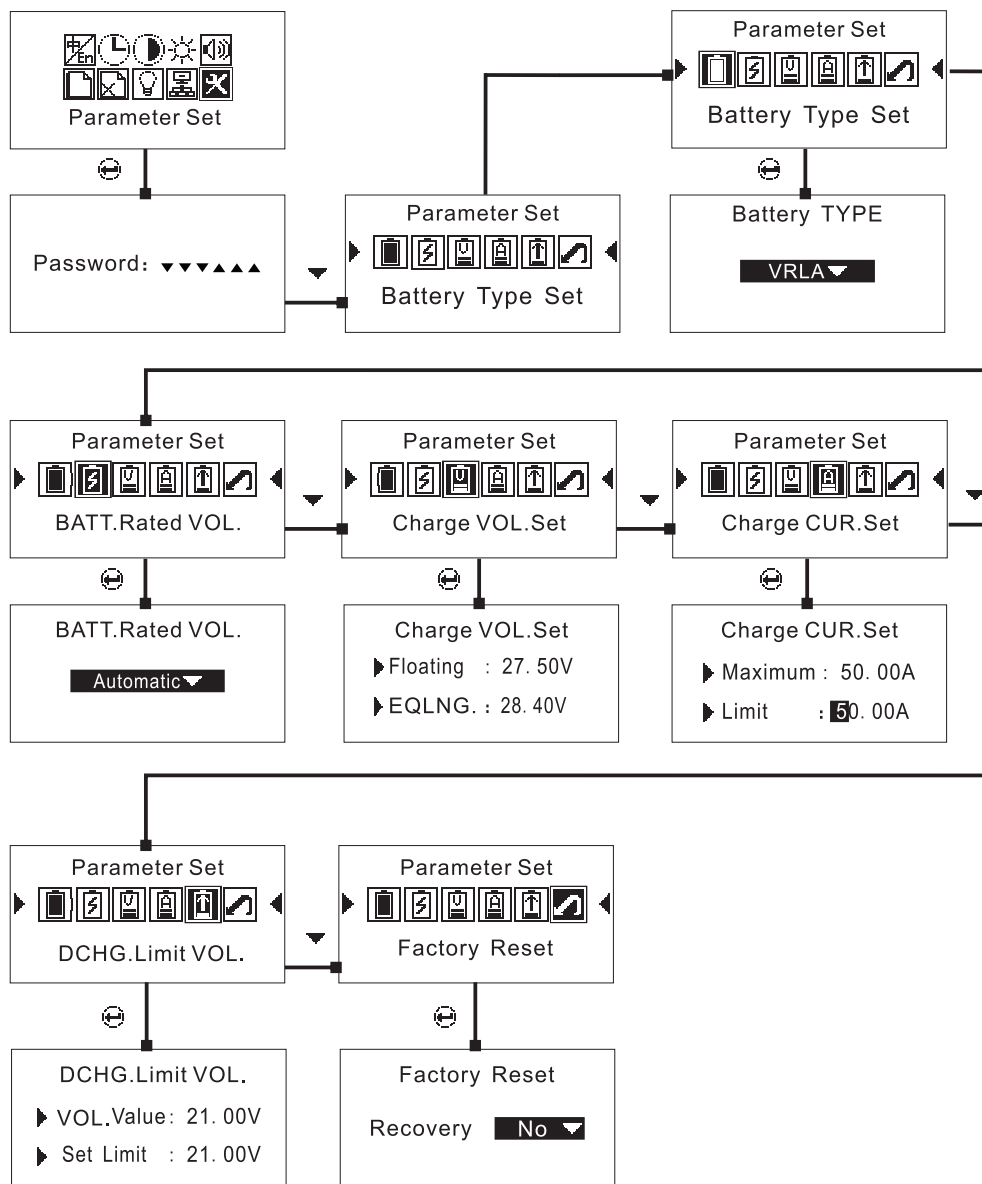 中/En
Parameter Set
Password: ▼▼▼▲▲▲
Parameter Set
Battery Type Set
Parameter Set
Battery Type Set
Battery TYPE
VRLA
Parameter Set
BATT.Rated VOL.
BATT.Rated VOL.
Automatic
Parameter Set
Charge VOL.Set
Charge VOL.Set
Floating : 27.50V
EQLNG. : 28.40V
Parameter Set
Charge CUR.Set
Charge CUR.Set
Maximum : 50.00A
Limit : 50.00A
Parameter Set
DCHG.Limit VOL.
DCHG.Limit VOL.
VOL.Value : 21.00V
Set Limit : 21.00V
Parameter Set
Factory Reset
Factory Reset
Recovery No